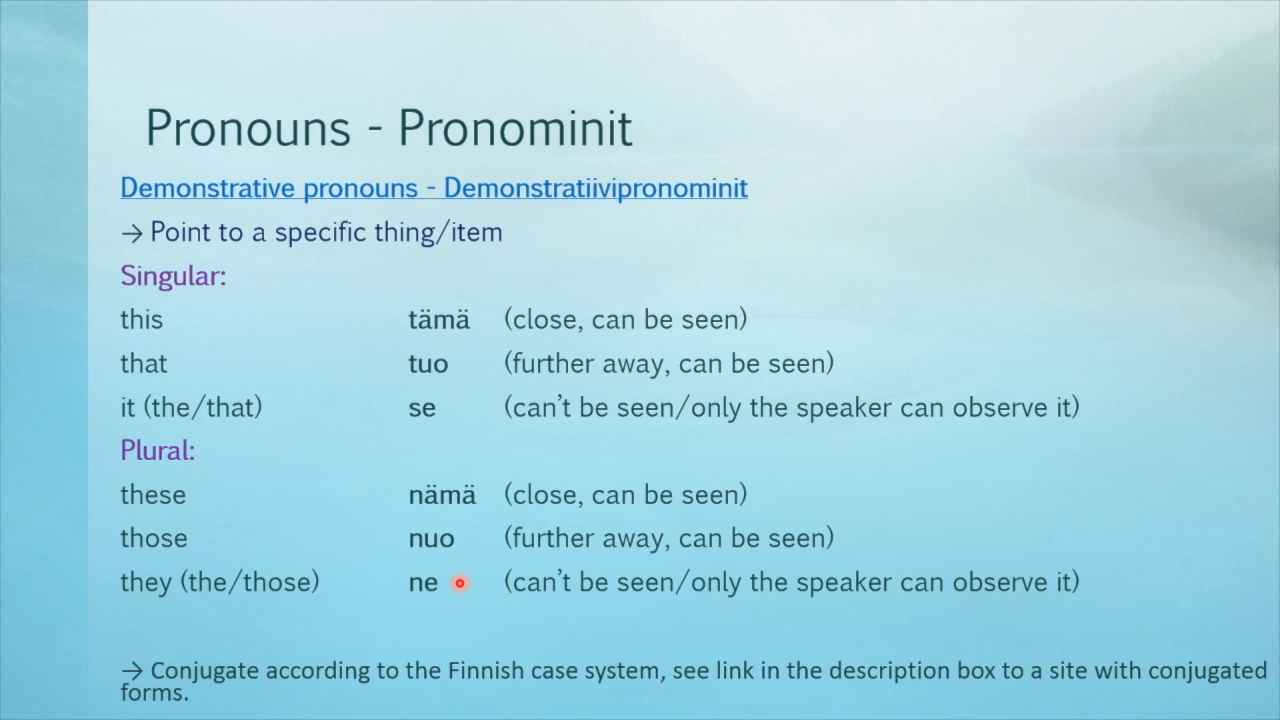 Pronouns - Pronominit
Demonstrative pronouns - Demonstratiivipronominit
→ Point to a specific thing/item
Singular:
this tämä (close, can be seen)
that tuo (further away, can be seen)
it (the/that) se (can’t be seen/only the speaker can observe it)
Plural:
these nämä (close, can be seen)
those nuo (further away, can be seen)
they (the/those) ne (can’t be seen/only the speaker can observe it)
→ Conjugate according to the Finnish case system, see link in the description box to a site with conjugated
forms.